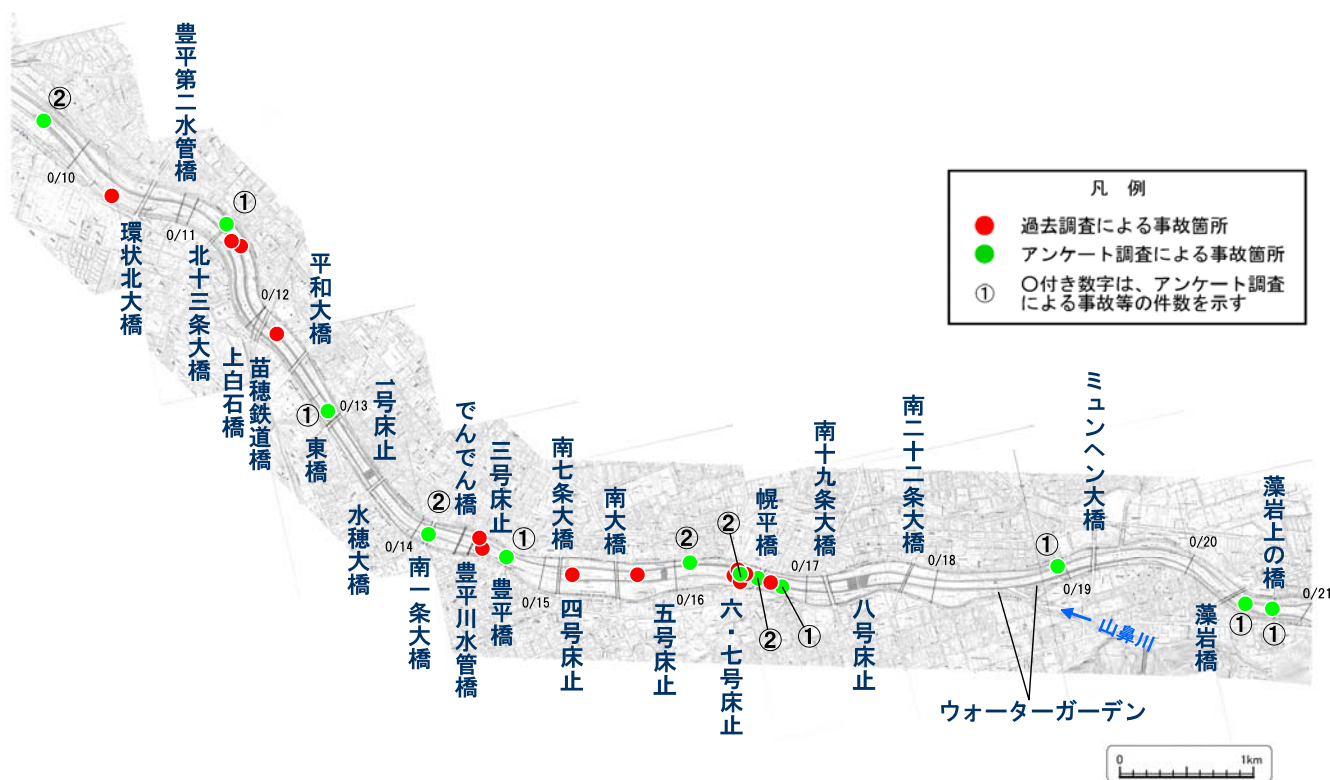 ②
豊平第二水管橋
0/10
環状北大橋
①
0/11
北十三条大橋
上白石橋
苗穂鉄道橋
0/12
平和大橋
①
0/13
東橋
1号床止
水穂大橋
②
0/14
南一条大橋
でんでん橋
豊平川水管橋
三号床止
①
豊平橋
0/15
南七条大橋
四号床止
南大橋
五号床止
②
0/16
②
六・七号床止
幌平橋
②
①
0/17
南十九条大橋
八号床止
南二十二条大橋
0/18
ウォーターガーデン
①
0/19
ミュンヘン大橋
山鼻川
0/20
藻岩橋
①
藻岩上の橋
①
0/21
凡 例
過去調査による事故箇所
アンケート調査による事故箇所
① 〇付き数字は、アンケート調査
による事故等の件数を示す
0 1km